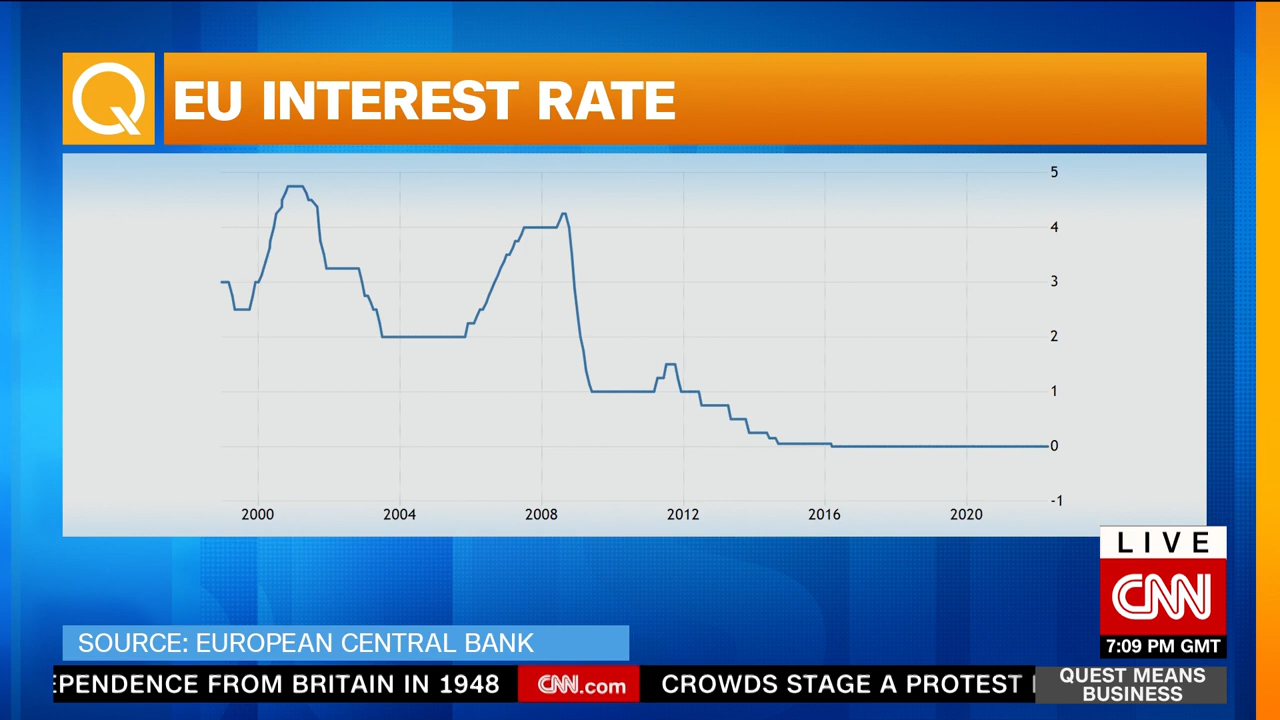 Q EU INTEREST RATE
5
4
3
2
1
0
-1
2000 2004 2008 2012 2016 2020
LIVE
CNN
7:09 PM GMT
SOURCE: EUROPEAN CENTRAL BANK
EPENDENCE FROM BRITAIN IN 1948 CNN.com CROWDS STAGE A PROTEST
QUEST MEANS
BUSINESS